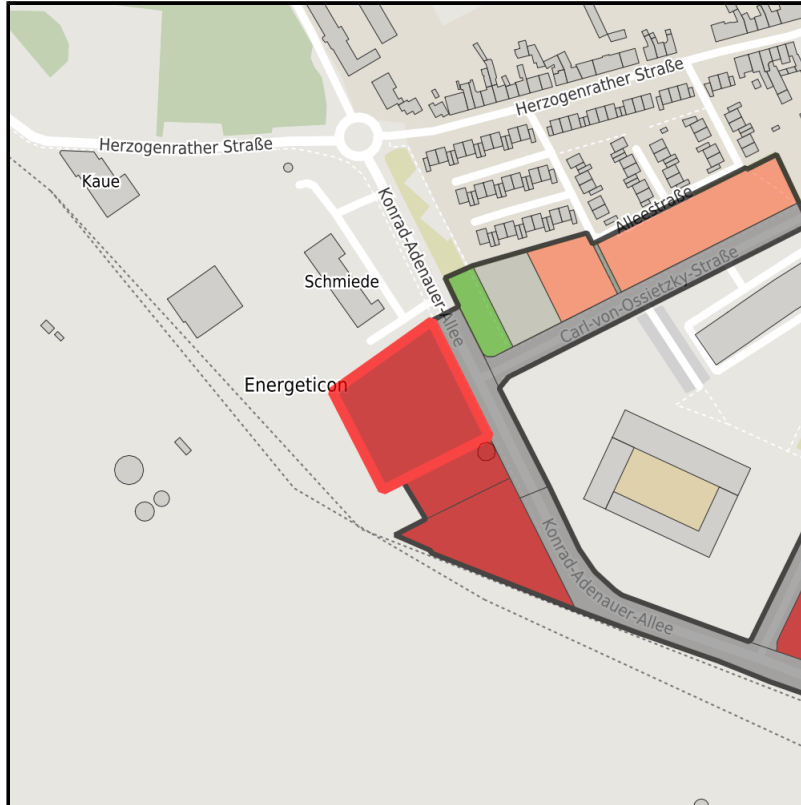 Herzogenrather Straße
Herzogenrather Straße
Kaue
Alleestraße
Konrad-Adenauer-Allee
Carl-von-Ossietzky-Straße
Schmiede
Energeticon
Konrad-Adenauer-Allee